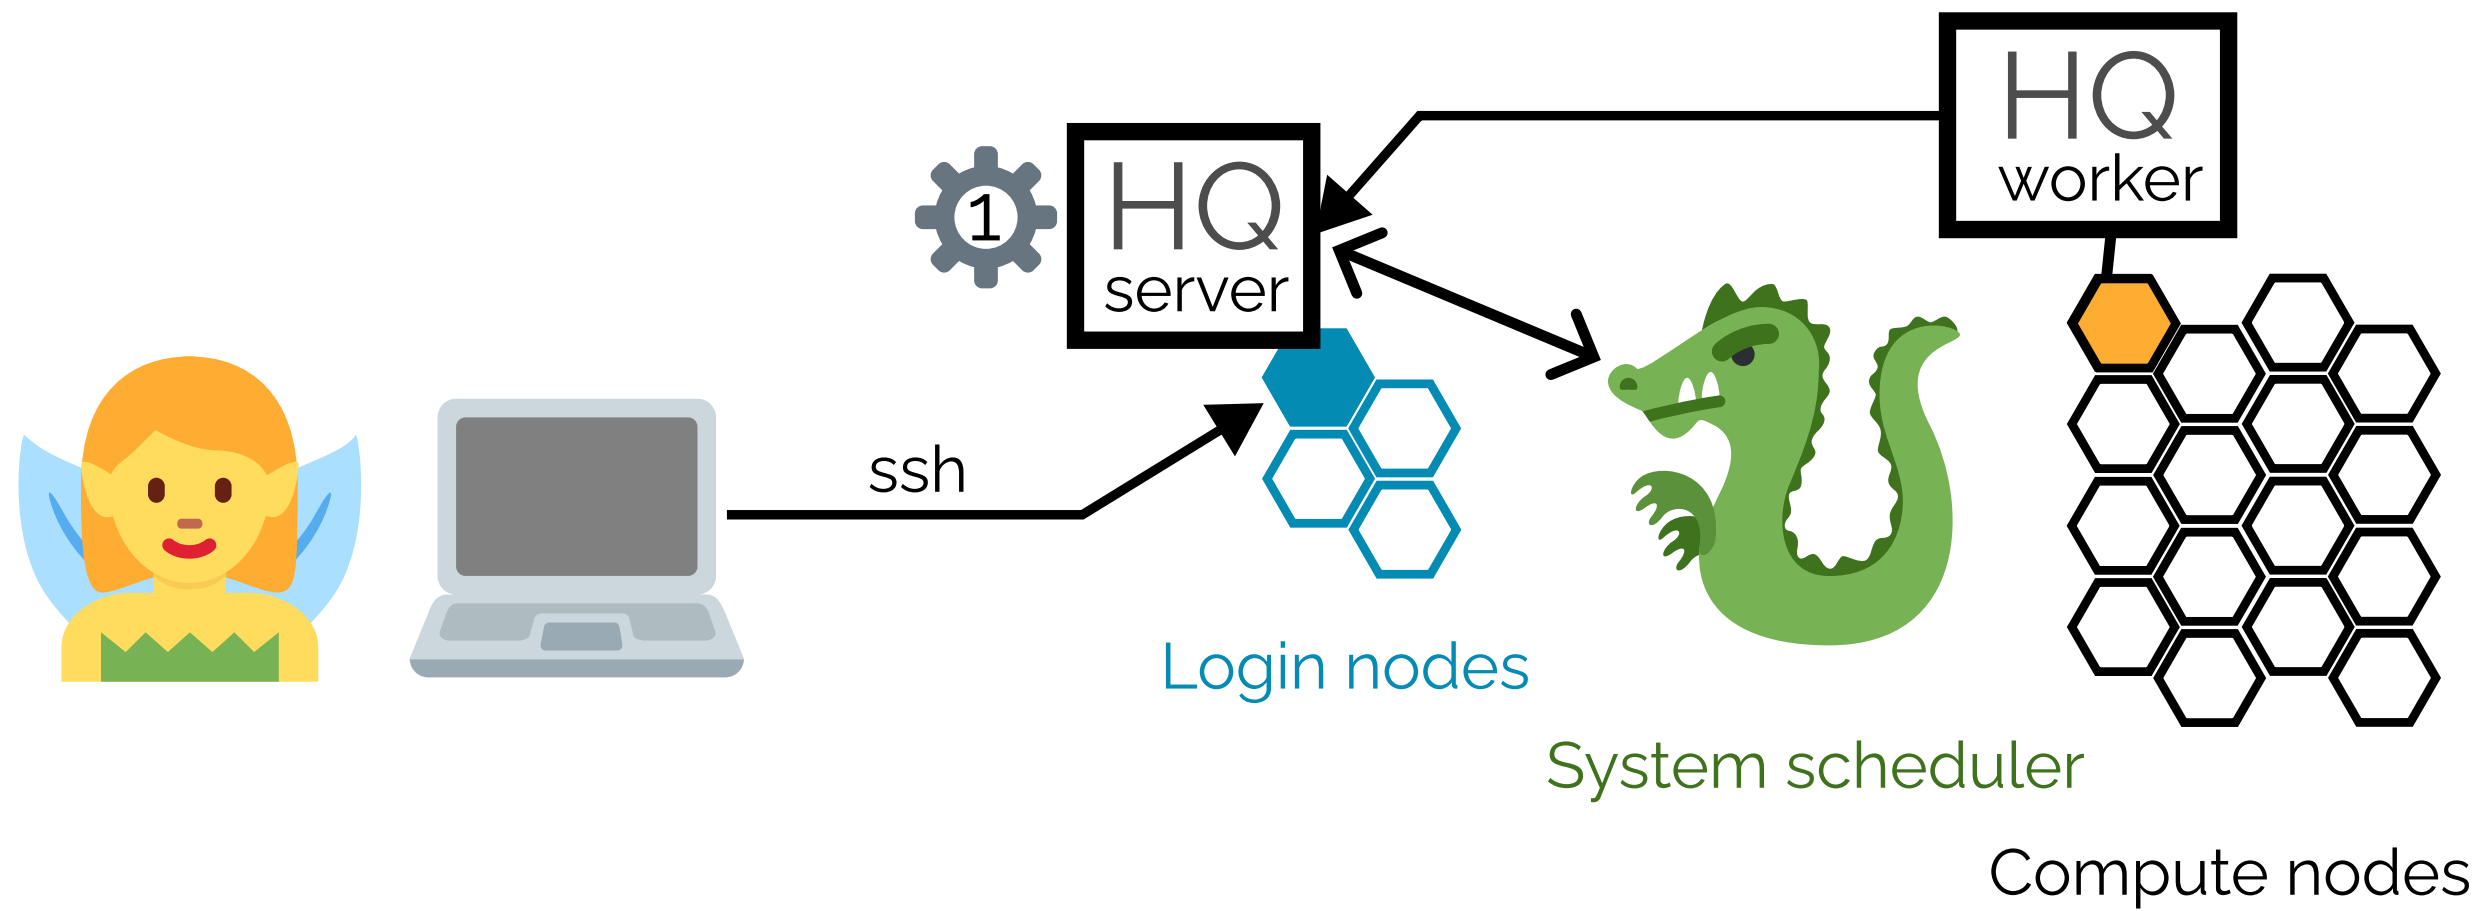 HQ
worker
1
HQ
server
ssh
Login nodes
System scheduler
Compute nodes